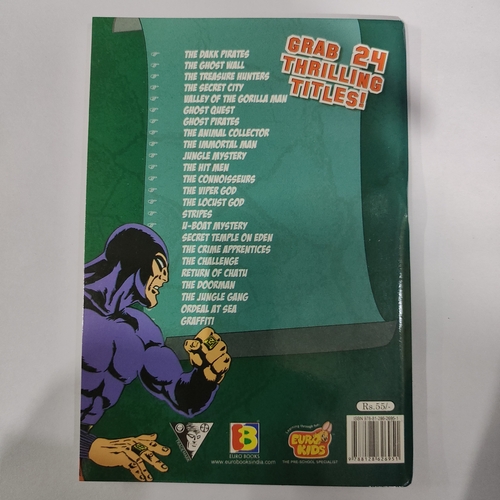 GRAB 24
THRILLING
TITLES!
THE DARK PIRATES
THE GHOST WALL
THE TREASURE HUNTERS
THE SECRET CITY
VALLEY OF THE GORILLA MAN
GHOST QUEST
GHOST PIRATES
THE ANIMAL COLLECTOR
THE IMMORTAL MAN
JUNGLE MYSTERY
THE HIT MEN
THE CONNOISSEURS
THE VIPER GOD
THE LOCUST GOD
STRIPES
U-BOAT MYSTERY
SECRET TEMPLE ON EDEN
THE CRIME APPRENTICES
THE CHALLENGE
RETURN OF CHATU
THE DOORMAN
THE JUNGLE GANG
ORDEAL AT SEA
GRAFFITI
Rs.55/-
EURO BOOKS
www.eurobooksindia.com
EURO
KIDS
THE PRE-SCHOOL SPECIALIST